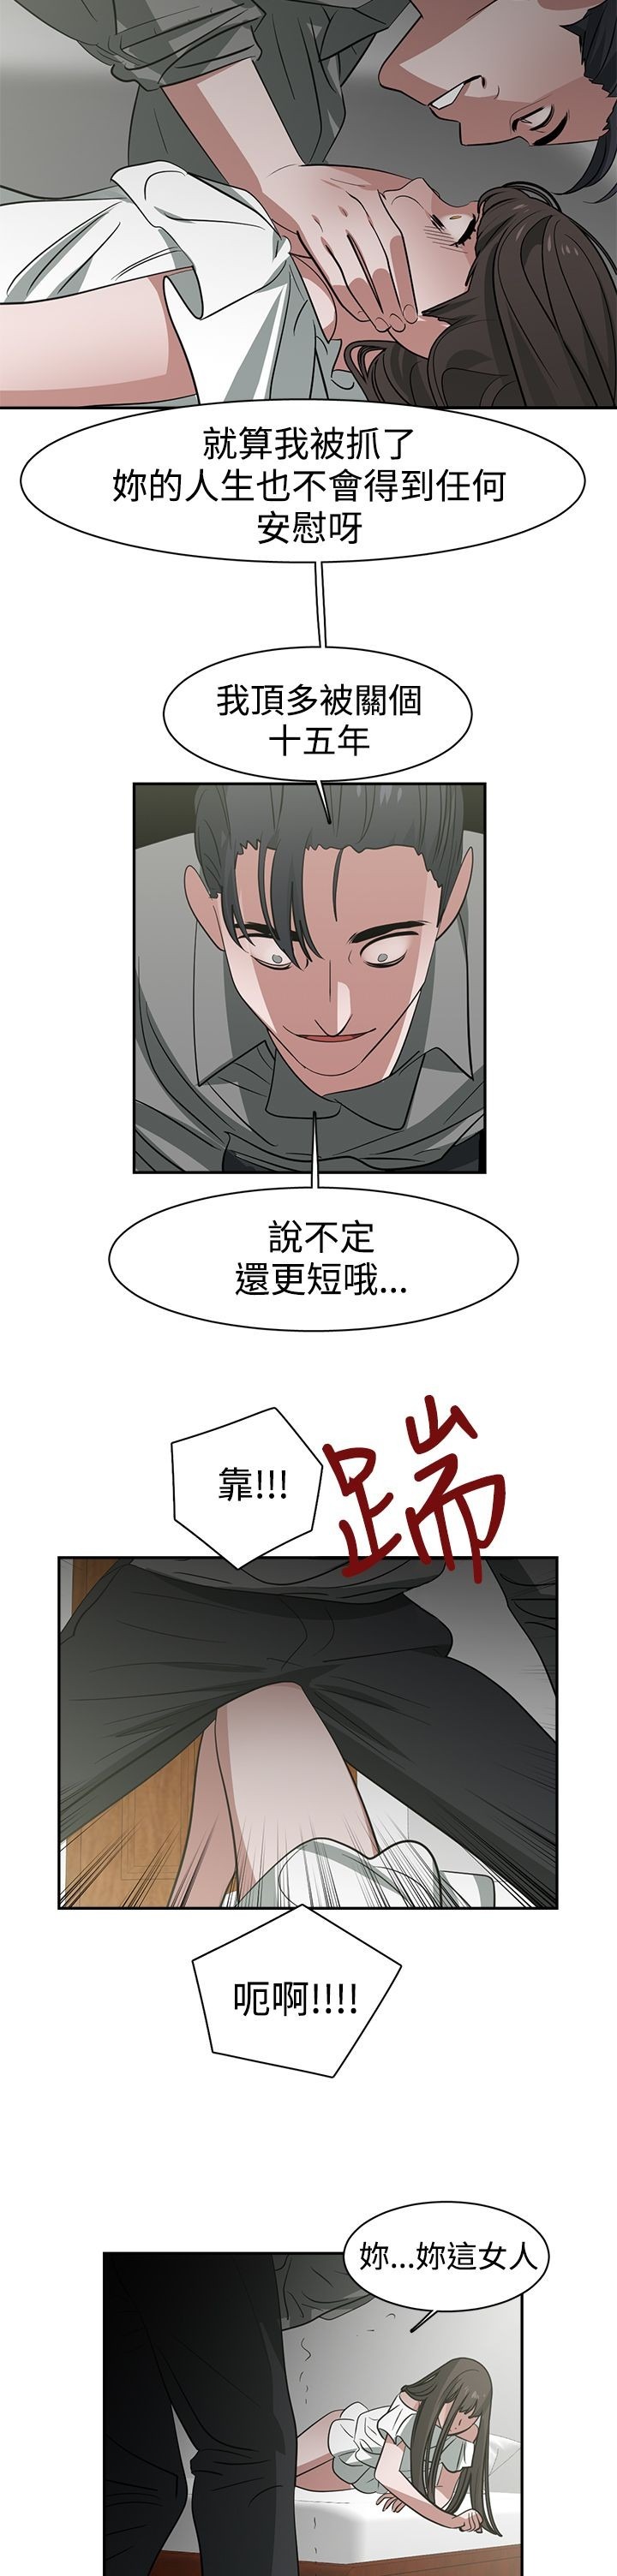 就算我被抓了
妳的人生也不會得到任何
安慰呀
我頂多被關個
十五年
說不定
還更短哦...
靠!!!
踹
呃啊!!!!
妳...妳這女人